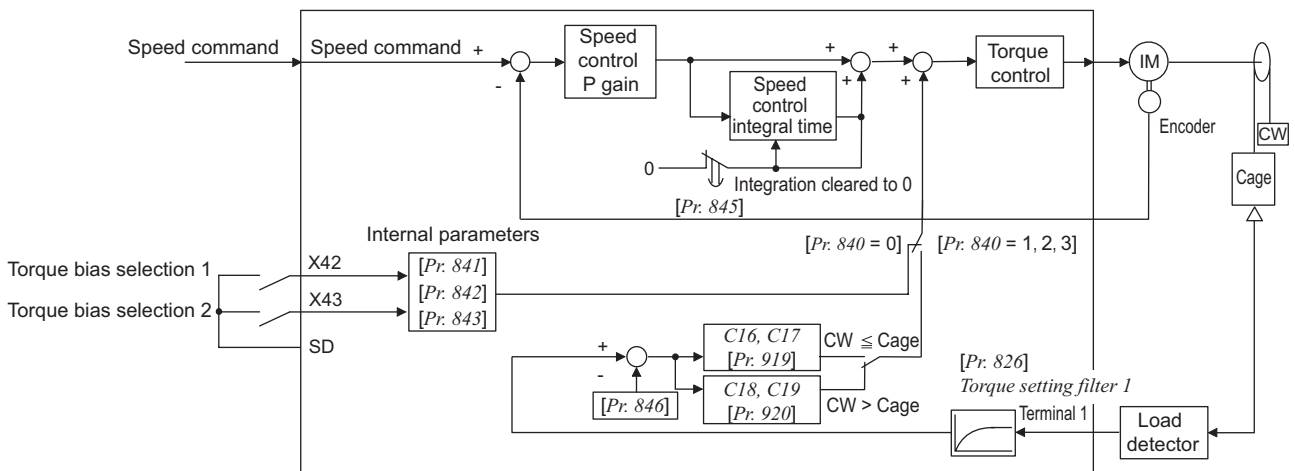 Speed command
Speed command
+
-
Speed
control
P gain
+
+
+
+
Torque
control
IM
Speed
control
integral time
Encoder
CW
Cage
0
Integration cleared to 0
[Pr. 845]
Internal parameters
[Pr. 840 = 0]
[Pr. 840 = 1, 2, 3]
Torque bias selection 1
X42
[Pr. 841]
[Pr. 842]
[Pr. 843]
Torque bias selection 2
X43
SD
+
-
[Pr. 846]
C16, C17
[Pr. 919]
CW ≦ Cage
C18, C19
[Pr. 920]
CW > Cage
[Pr. 826]
Torque setting filter 1
Terminal 1
Load
detector